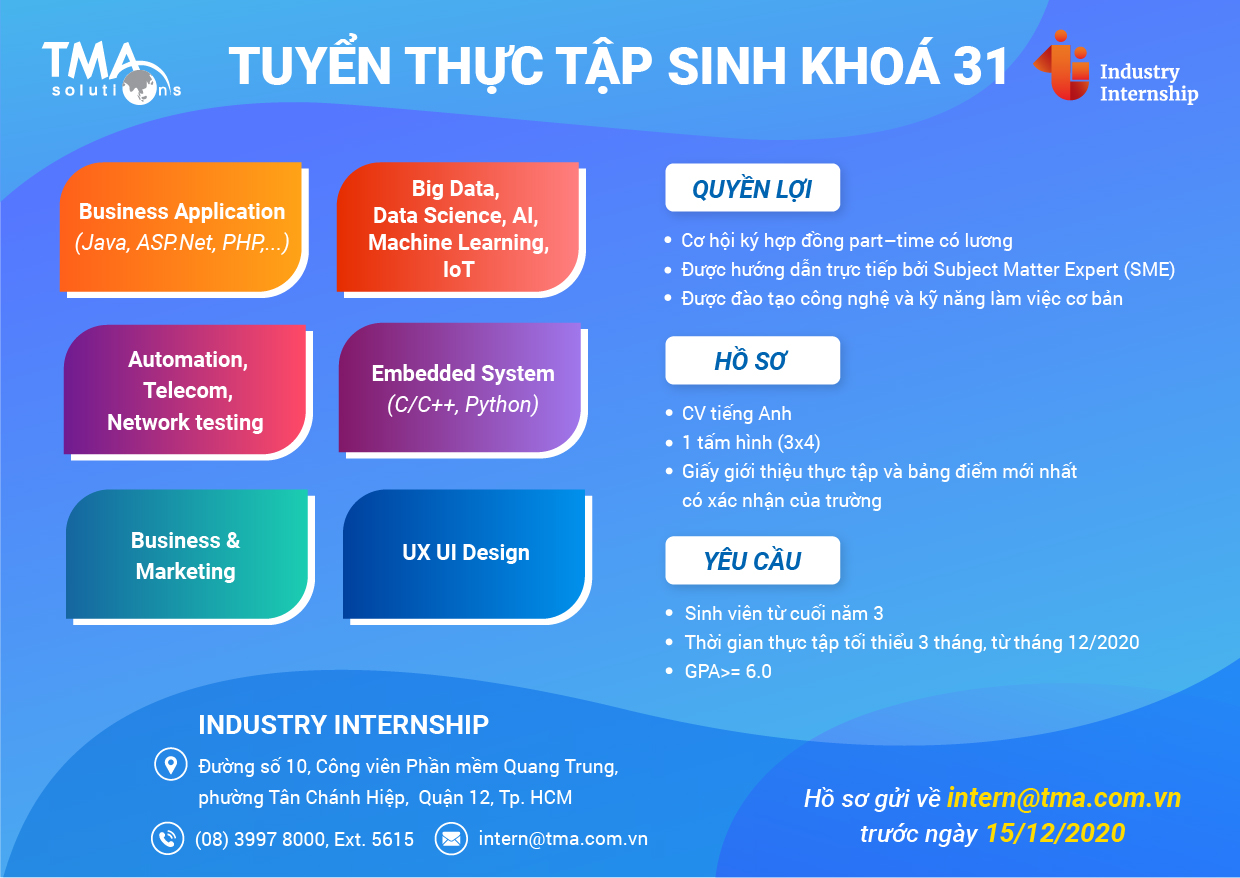 TMA
solutions
TUYỂN THỰC TẬP SINH KHOÁ 31
Industry
Internship
Business Application
(Java, ASP.Net, PHP,...)
Big Data,
Data Science, AI,
Machine Learning,
IoT
Automation,
Telecom,
Network testing
Embedded System
(C/C++, Python)
Business &
Marketing
UX UI Design
QUYỀN LỢI
• Cơ hội ký hợp đồng part–time có lương
• Được hướng dẫn trực tiếp bởi Subject Matter Expert (SME)
• Được đào tạo công nghệ và kỹ năng làm việc cơ bản
HỒ SƠ
• CV tiếng Anh
• 1 tấm hình (3x4)
• Giấy giới thiệu thực tập và bảng điểm mới nhất
có xác nhận của trường
YÊU CẦU
• Sinh viên từ cuối năm 3
• Thời gian thực tập tối thiểu 3 tháng, từ tháng 12/2020
• GPA>= 6.0
INDUSTRY INTERNSHIP
Đường số 10, Công viên Phần mềm Quang Trung,
phường Tân Chánh Hiệp, Quận 12, Tp. HCM
(08) 3997 8000, Ext. 5615
intern@tma.com.vn
Hồ sơ gửi về intern@tma.com.vn
trước ngày 15/12/2020